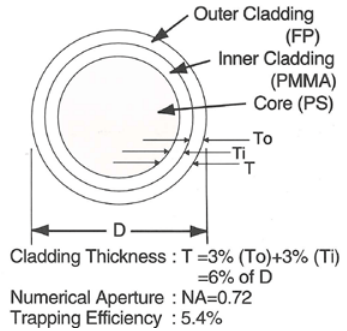 Outer Cladding
(FP)
Inner Cladding
(PMMA)
Core (PS)
To
Ti
T
D
Cladding Thickness : T =3% (To)+3% (Ti)
=6% of D
Numerical Aperture : NA=0.72
Trapping Efficiency : 5.4%